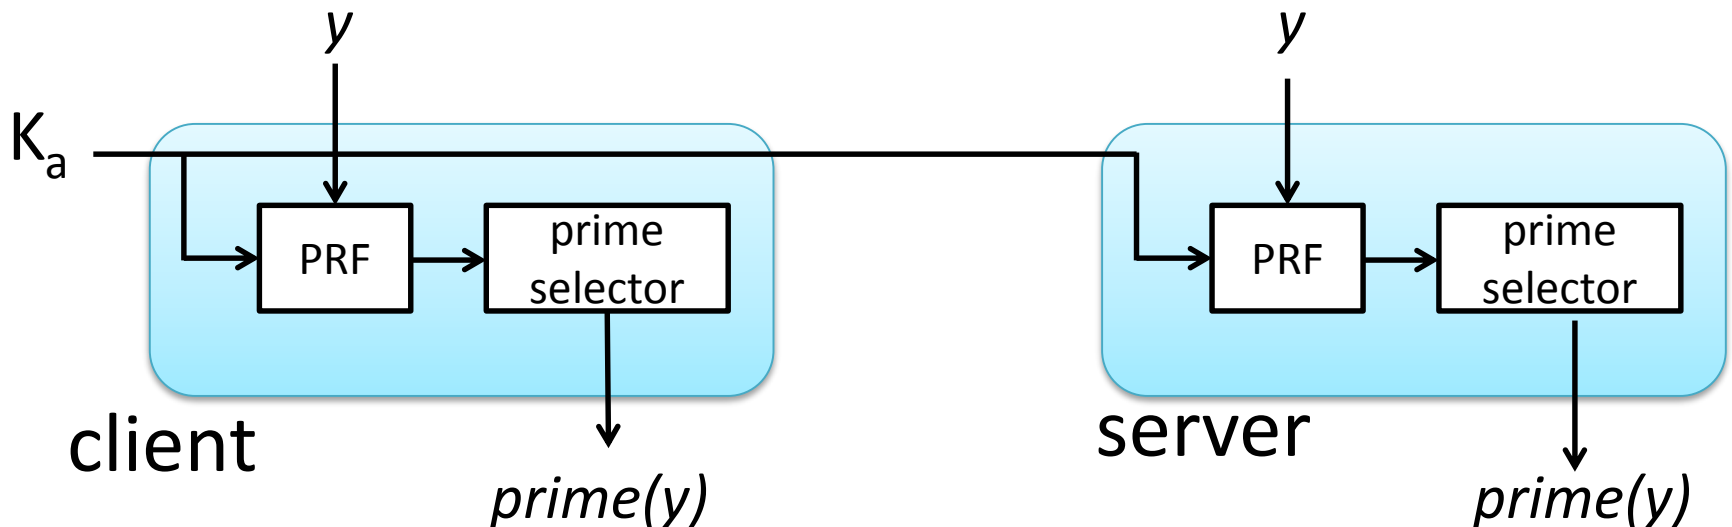 y
y
Kₐ
PRF
prime
selector
PRF
prime
selector
client
server
prime(y)
prime(y)